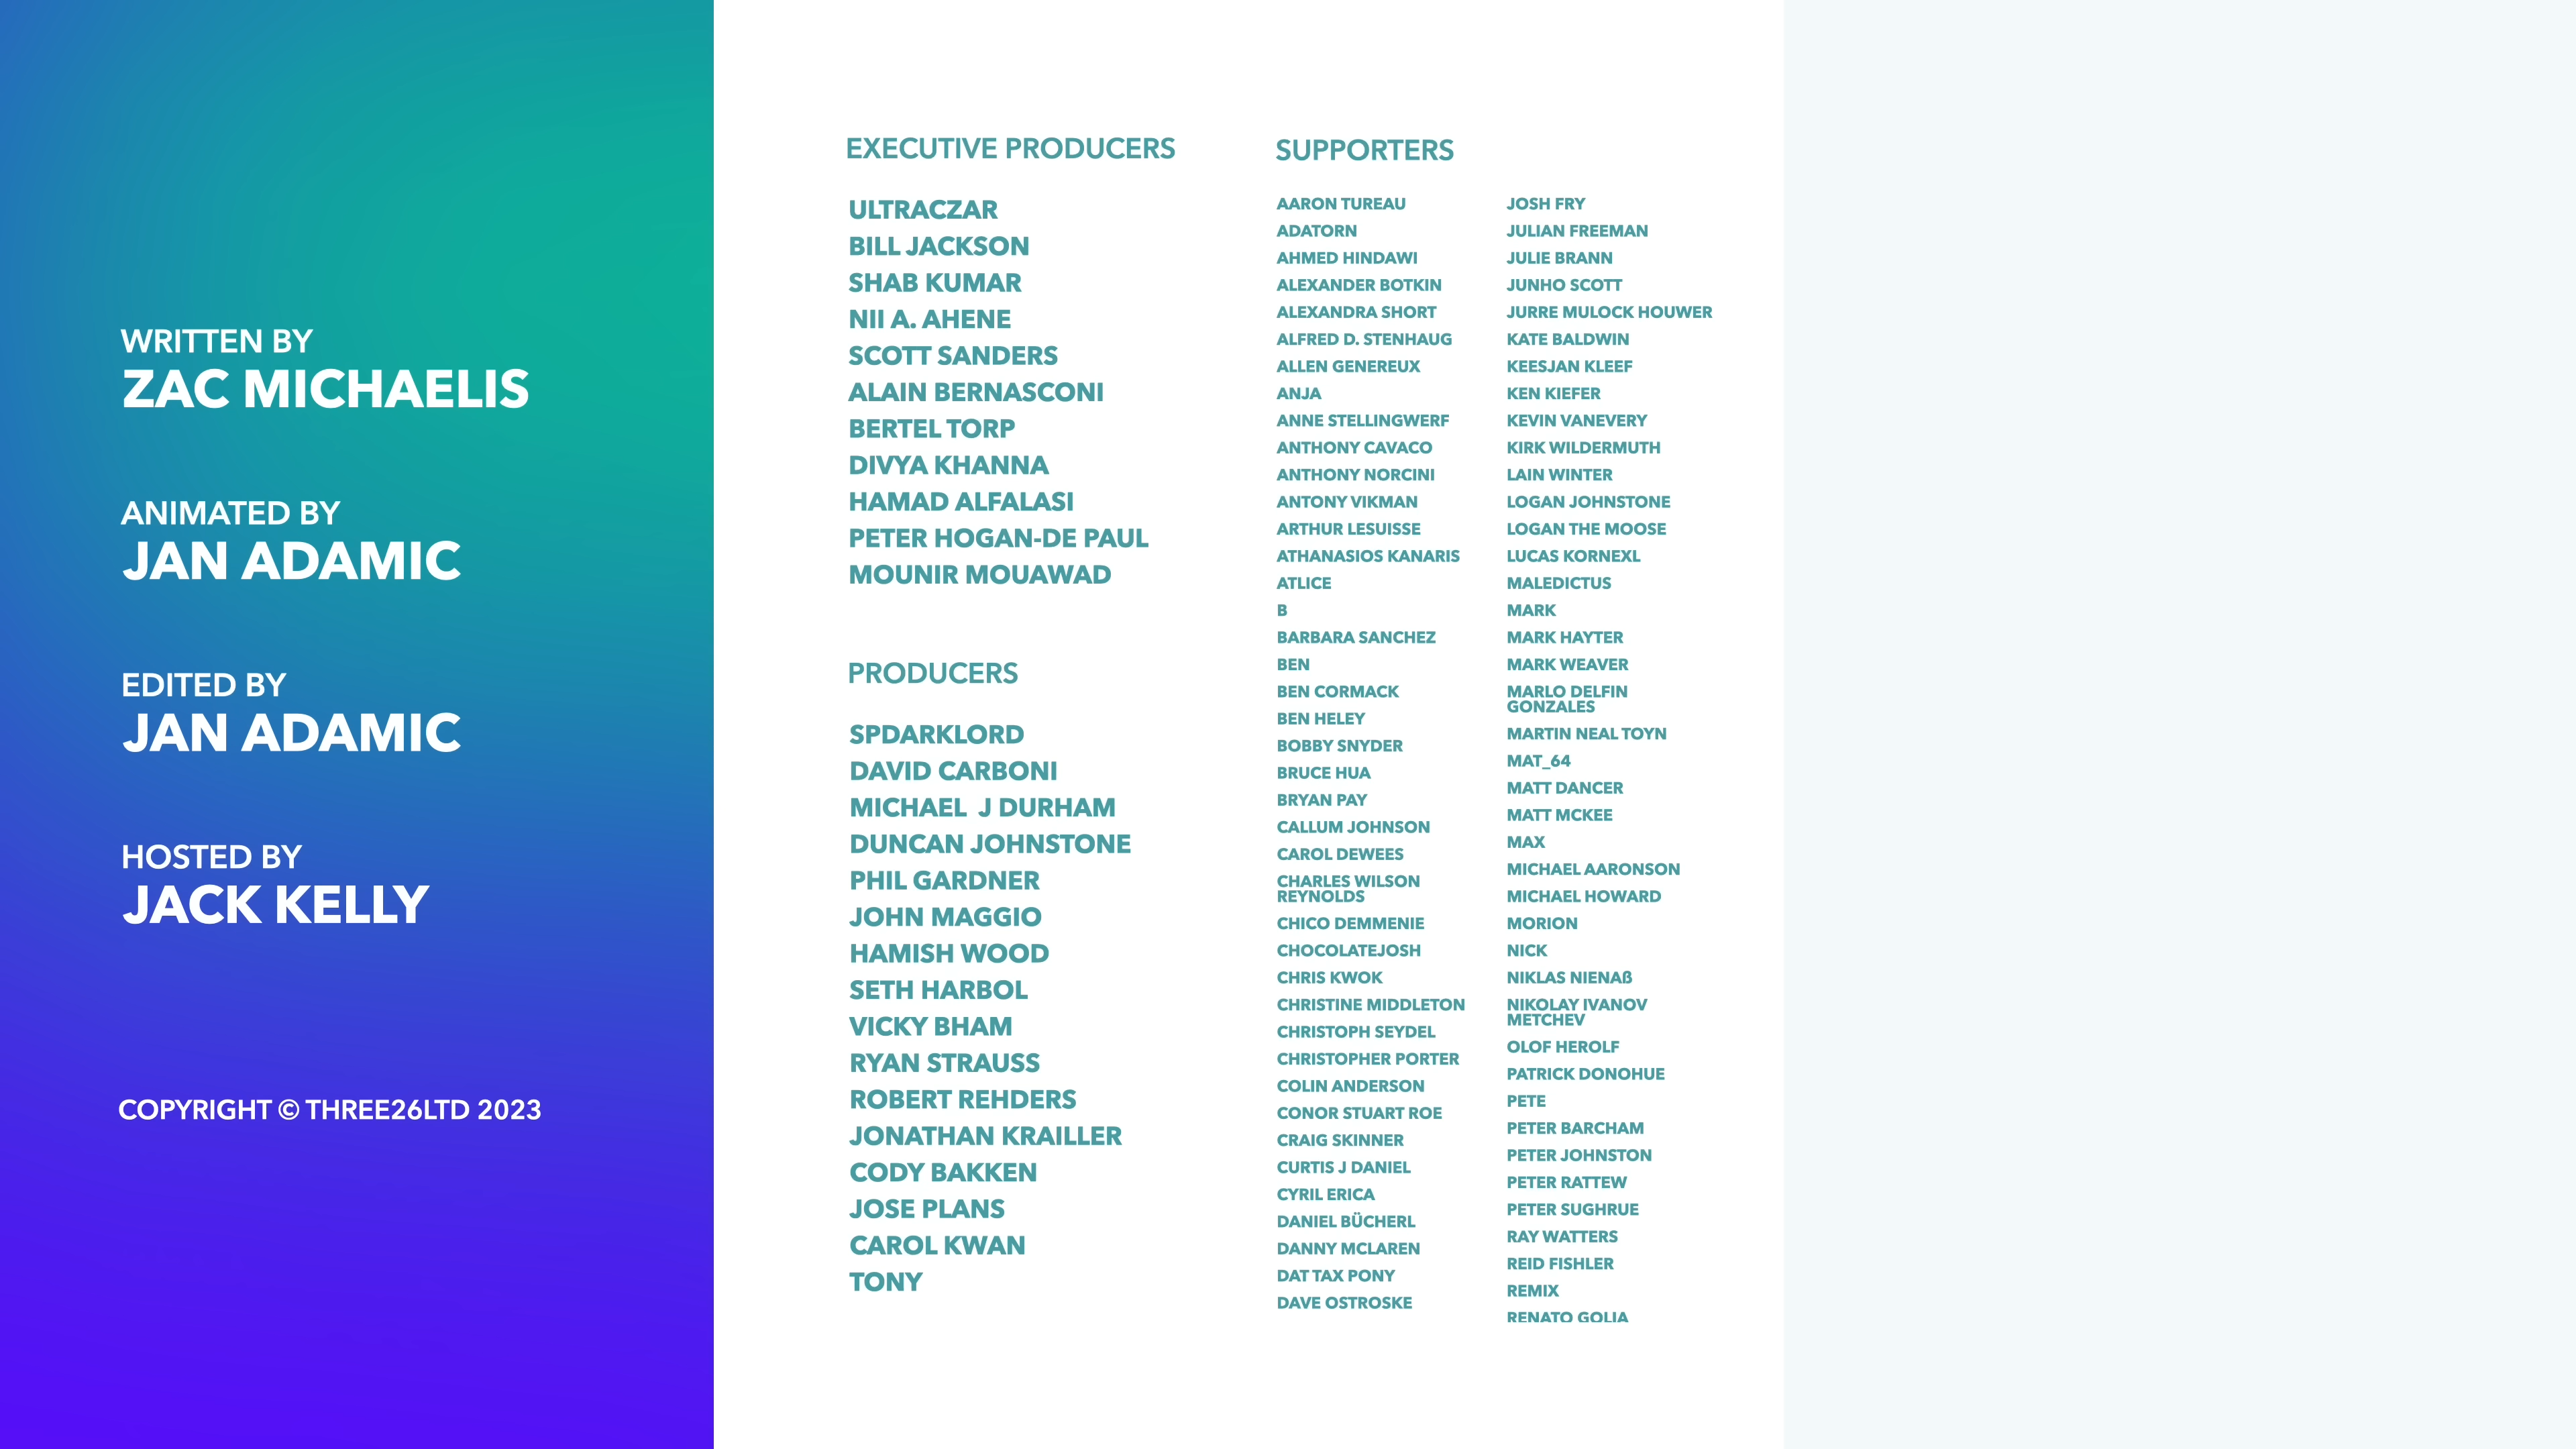 WRITTEN BY
ZAC MICHAELIS
ANIMATED BY
JAN ADAMIC
EDITED BY
JAN ADAMIC
HOSTED BY
JACK KELLY
COPYRIGHT © THREE26LTD 2023
EXECUTIVE PRODUCERS
ULTRACZAR
BILL JACKSON
SHAB KUMAR
NII A. AHENE
SCOTT SANDERS
ALAIN BERNASCONI
BERTEL TORP
DIVYA KHANNA
HAMAD ALFALASI
PETER HOGAN-DE PAUL
MOUNIR MOUAWAD
PRODUCERS
SPDARKLORD
DAVID CARBONI
MICHAEL  J DURHAM
DUNCAN JOHNSTONE
PHIL GARDNER
JOHN MAGGIO
HAMISH WOOD
SETH HARBOL
VICKY BHAM
RYAN STRAUSS
ROBERT REHDERS
JONATHAN KRAILLER
CODY BAKKEN
JOSE PLANS
CAROL KWAN
TONY
SUPPORTERS
AARON TUREAU
ADATORN
AHMED HINDAWI
ALEXANDER BOTKIN
ALEXANDRA SHORT
ALFRED D. STENHAUG
ALLEN GENEREUX
ANJA
ANNE STELLINGWERF
ANTHONY CAVACO
ANTHONY NORCINI
ANTONY VIKMAN
ARTHUR LESUISSE
ATHANASIOS KANARIS
ATLICE
B
BARBARA SANCHEZ
BEN
BEN CORMACK
BEN HELEY
BOBBY SNYDER
BRUCE HUA
BRYAN PAY
CALLUM JOHNSON
CAROL DEWEES
CHARLES WILSON
REYNOLDS
CHICO DEMMENIE
CHOCOLATEJOSH
CHRIS KWOK
CHRISTINE MIDDLETON
CHRISTOPH SEYDEL
CHRISTOPHER PORTER
COLIN ANDERSON
CONOR STUART ROE
CRAIG SKINNER
CURTIS J DANIEL
CYRIL ERICA
DANIEL BÜCHERL
DANNY MCLAREN
DAT TAX PONY
DAVE OSTROSKE
JOSH FRY
JULIAN FREEMAN
JULIE BRANN
JUNHO SCOTT
JURRE MULOCK HOUWER
KATE BALDWIN
KEESJAN KLEEF
KEN KIEFER
KEVIN VANEVERY
KIRK WILDERMUTH
LAIN WINTER
LOGAN JOHNSTONE
LOGAN THE MOOSE
LUCAS KORNEXL
MALEDICTUS
MARK
MARK HAYTER
MARK WEAVER
MARLO DELFIN
GONZALES
MARTIN NEAL TOYN
MAT_64
MATT DANCER
MATT MCKEE
MAX
MICHAEL AARONSON
MICHAEL HOWARD
MORION
NICK
NIKLAS NIENAß
NIKOLAY IVANOV
METCHEV
OLOF HEROLF
PATRICK DONOHUE
PETE
PETER BARCHAM
PETER JOHNSTON
PETER RATTEW
PETER SUGHRUE
RAY WATTERS
REID FISHLER
REMIX
RENATO GOLIA